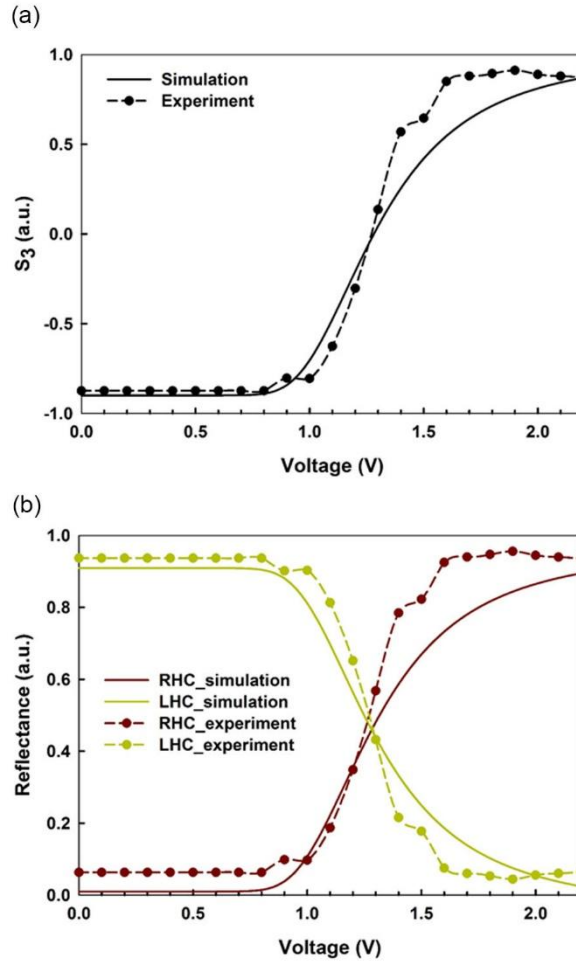 (a)
1.0
Simulation
Experiment
0.5
0.0
-0.5
-1.0
S3 (a.u.)
0.0 0.5 1.0 1.5 2.0
Voltage (V)
(b)
1.0
0.8
RHC_simulation
LHC_simulation
RHC_experiment
LHC_experiment
0.6
0.4
0.2
0.0
Reflectance (a.u.)
0.0 0.5 1.0 1.5 2.0
Voltage (V)